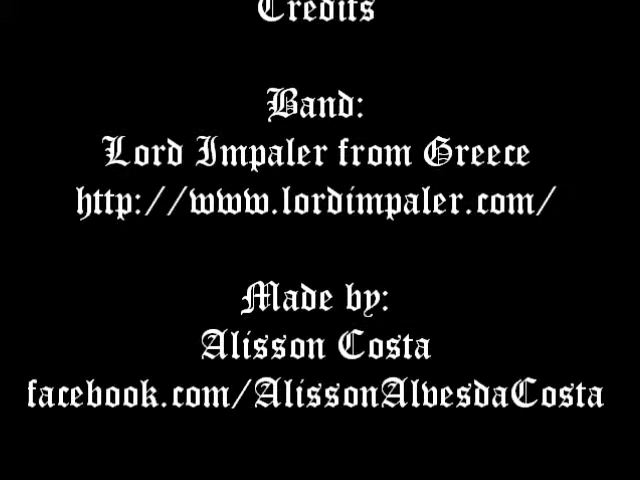 Credits
Band:
Lord Impaler from Greece
http://www.lordimpaler.com/
Made by:
Alisson Costa
facebook.com/AlissonAlvesdaCosta